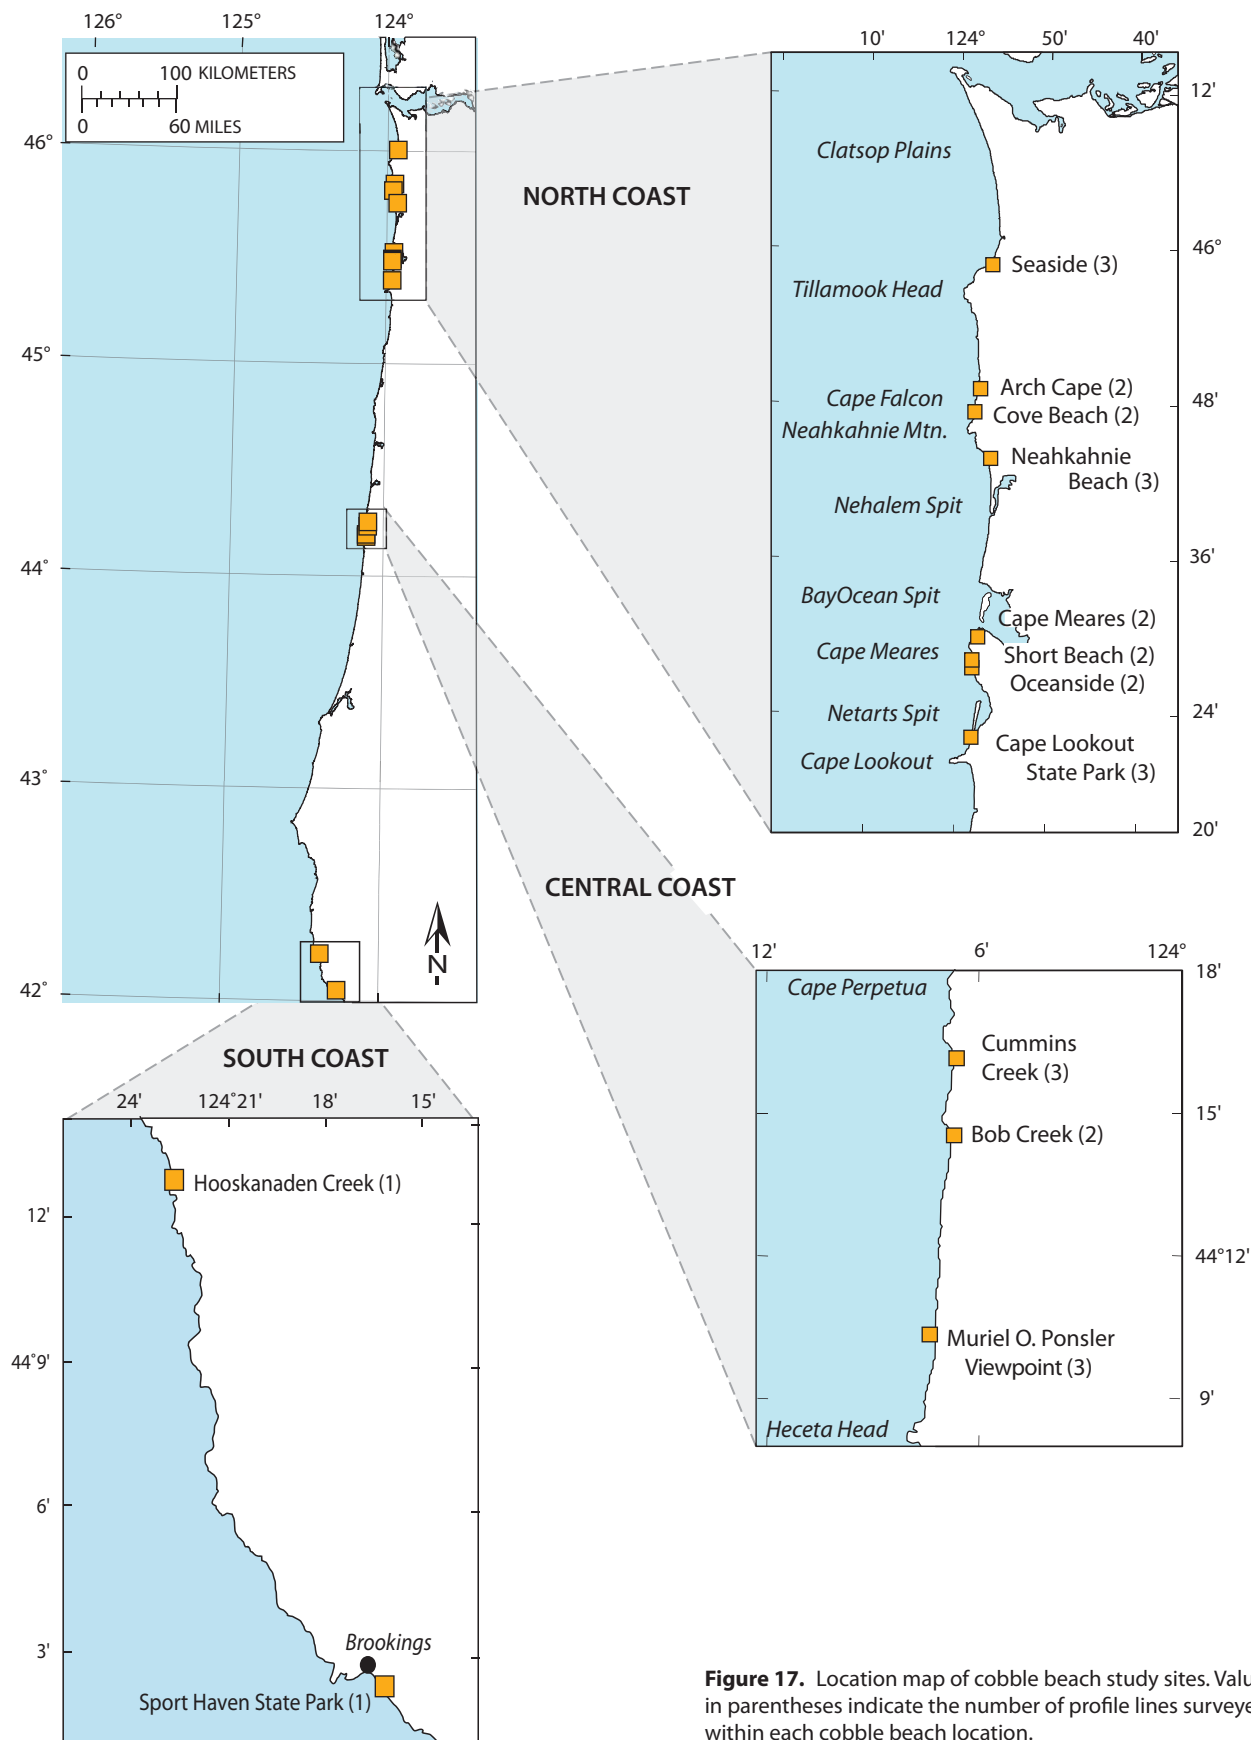 126° 125° 124°
0 100 KILOMETERS
0 60 MILES
46°
45°
44°
43°
42°
N
NORTH COAST
10' 124° 50' 40'
12'
Clatsop Plains
46°
Seaside (3)
Tillamook Head
Arch Cape (2)
Cape Falcon
48'
Cove Beach (2)
Neahkahnie Mtn.
Neahkahnie
Beach (3)
Nehalem Spit
36'
BayOcean Spit
Cape Meares (2)
Cape Meares
Short Beach (2)
Oceanside (2)
Netarts Spit
24'
Cape Lookout
State Park (3)
Cape Lookout
20'
CENTRAL COAST
12' 6' 124°
18'
Cape Perpetua
Cummins
Creek (3)
15'
Bob Creek (2)
44°12'
Muriel O. Ponsler
Viewpoint (3)
9'
Heceta Head
SOUTH COAST
24' 124°21' 18' 15'
Hooskanaden Creek (1)
12'
44°9'
6'
3'
Brookings
Sport Haven State Park (1)
Figure 17. Location map of cobble beach study sites. Valu
in parentheses indicate the number of profile lines surveye
within each cobble beach location.